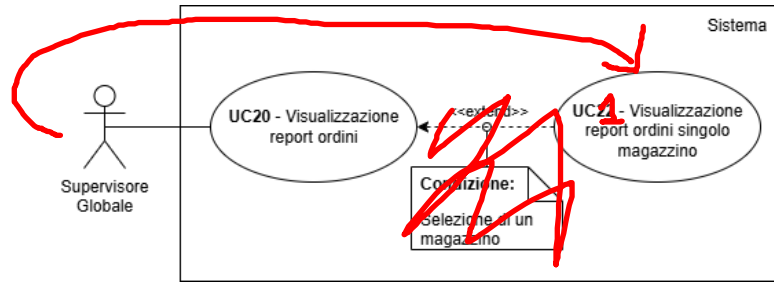 Sistema
UC20 - Visualizzazione
report ordini
<<extend>>
UC21 - Visualizzazione
report ordini singolo
magazzino
Supervisore
Globale
Condizione:
Selezione di un
magazzino